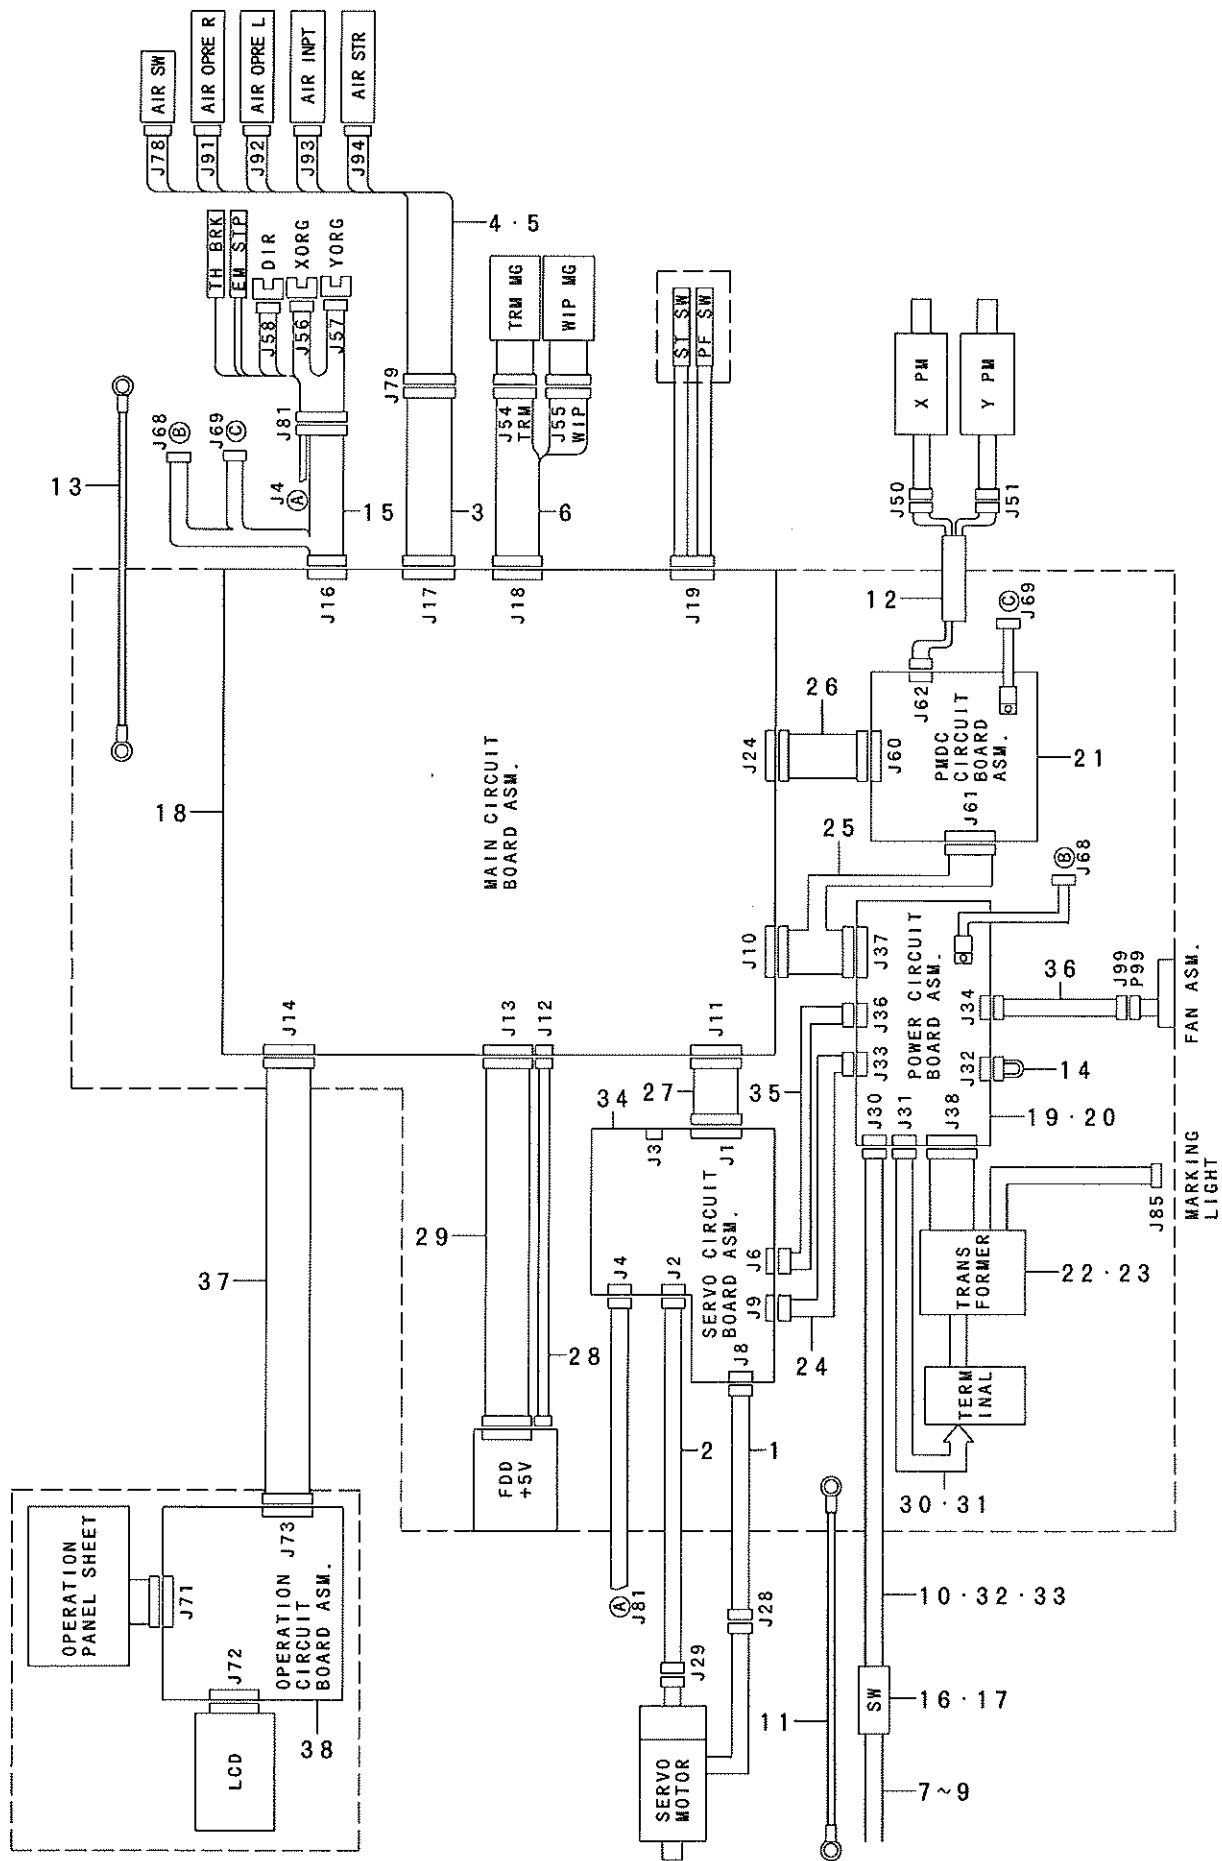 AIR SW
AIR OPRE R
AIR OPRE L
AIR INPT
AIR STR
J78
J91
J92
J93
J94
TH BRK
EM STP
DIR
XORG
YORG
J58
J56
J57
4・5
J79
J81
J4
Ⓐ
J68
Ⓑ
J69
Ⓒ
13
15
3
6
J54
TRM
J55
WIP
TRM MG
WIP MG
ST SW
PF SW
X PM
Y PM
J50
J51
12
J16
J17
J18
J19
18
MAIN CIRCUIT
BOARD ASM.
J14
J13
J12
J11
J10
J24
26
J60
J62
PMDC
CIRCUIT
BOARD
ASM.
J61
Ⓒ
J69
21
25
J37
J36
J33
POWER CIRCUIT
BOARD ASM.
Ⓑ
J68
J34
36
J99
P99
FAN ASM.
J32
14
J30
J31
J38
19・20
TRANS
FORMER
22・23
TERM
INAL
30・31
J85
MARKING
LIGHT
34
27
35
J3
J1
SERVO CIRCUIT
BOARD ASM.
J4
J2
J6
J9
J8
24
29
28
FDD
+5V
37
2
1
Ⓐ
J81
J29
J28
SERVO
MOTOR
11
10・32・33
SW
16・17
7~9
OPERATION
PANEL SHEET
J71
J73
OPERATION
CIRCUIT
BOARD ASM.
J72
LCD
38